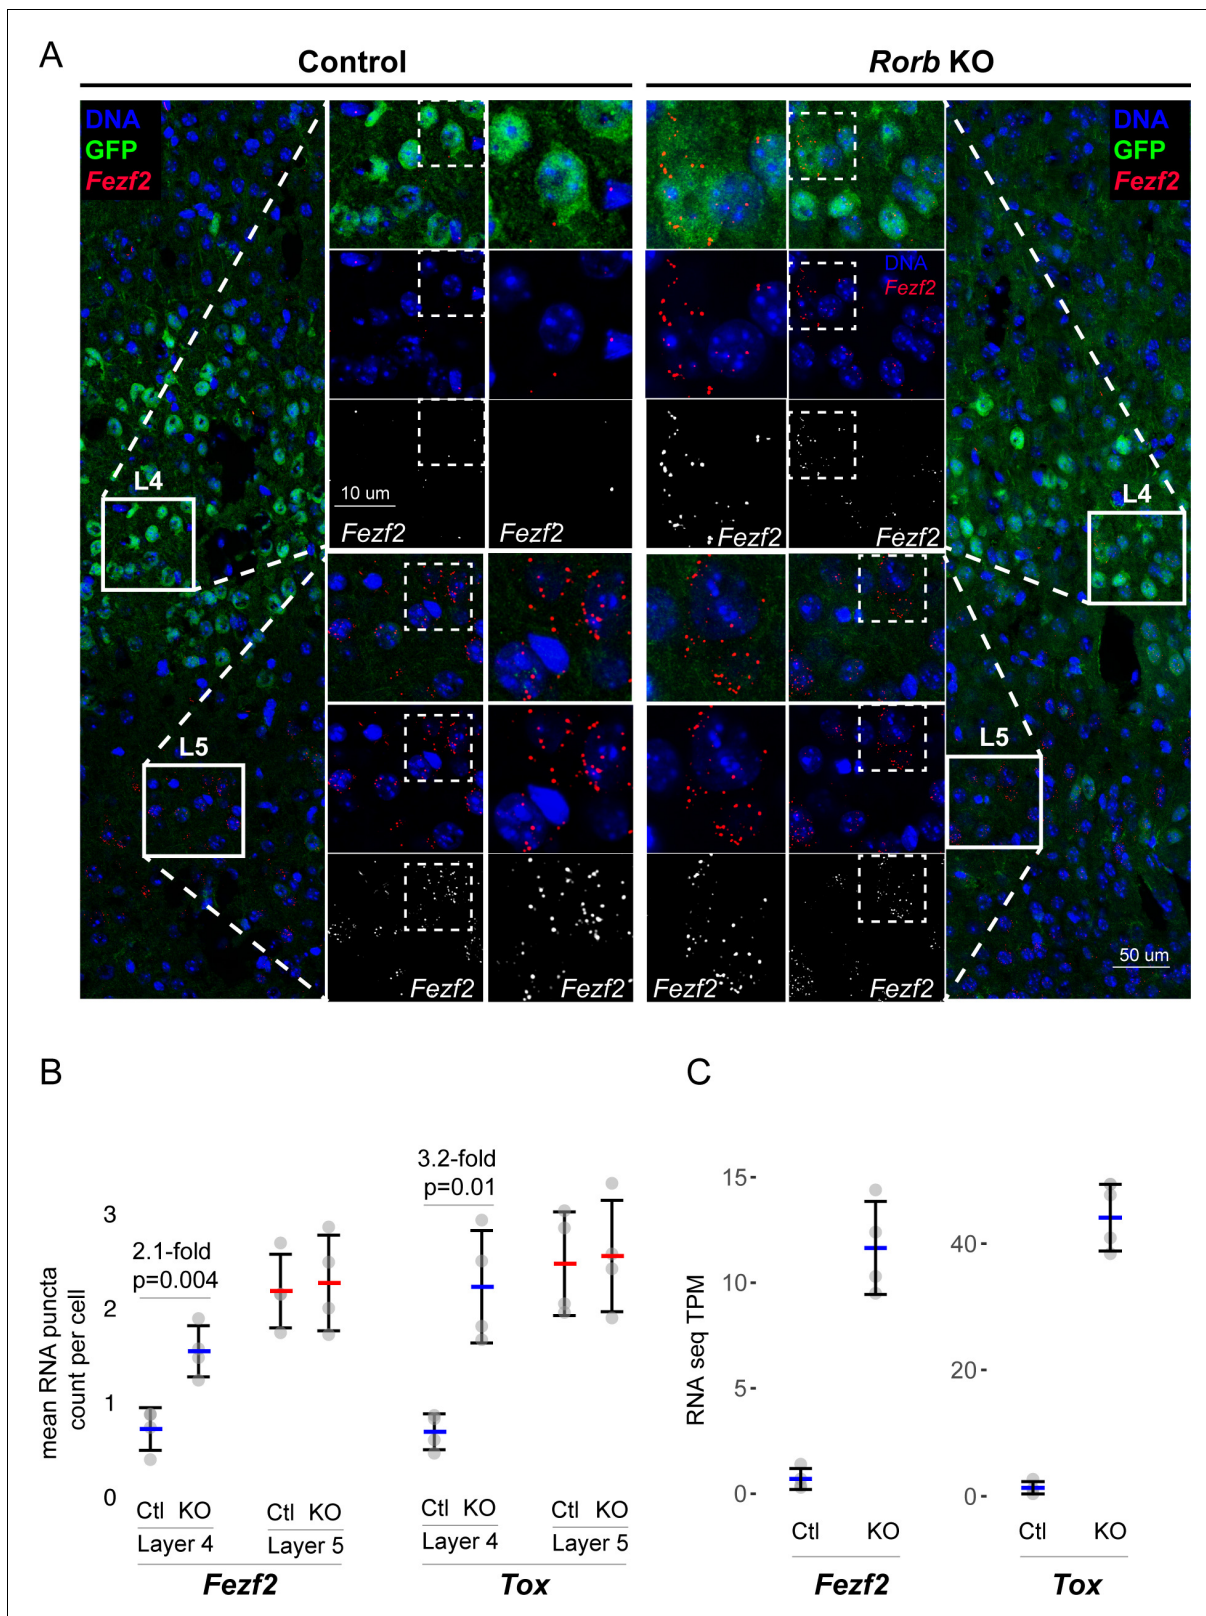 A
Control
Rorb KO
DNA
GFP
Fezf2
DNA
GFP
Fezf2
DNA
Fezf2
L4
L4
10 um
Fezf2
Fezf2
Fezf2
Fezf2
L5
L5
50 um
Fezf2
Fezf2
Fezf2
Fezf2
B
C
mean RNA puncta
count per cell
3
2
1
0
2.1-fold
p=0.004
3.2-fold
p=0.01
Ctl KO
Ctl KO
Ctl KO
Ctl KO
Layer 4
Layer 5
Layer 4
Layer 5
Fezf2
Tox
RNA seq TPM
15
10
5
0
40
20
0
Ctl KO
Ctl KO
Fezf2
Tox